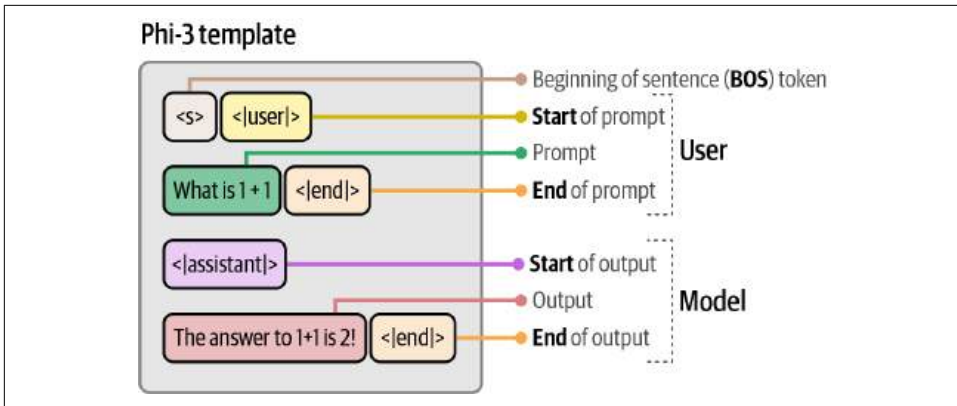 Phi-3 template
Beginning of sentence (BOS) token
<s> <|user|> Start of prompt
Prompt
User
What is 1 + 1 <|end|> End of prompt
<|assistant|> Start of output
Output
Model
The answer to 1+1 is 2! <|end|> End of output